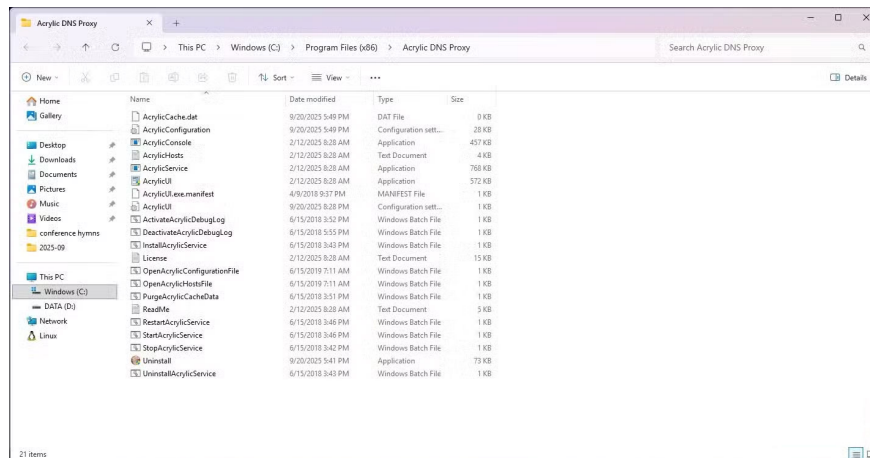 Acrylic DNS Proxy
This PC > Windows (C:) > Program Files (x86) > Acrylic DNS Proxy
Search Acrylic DNS Proxy
New Sort View ... Details
Home
Gallery
Desktop
Downloads
Documents
Pictures
Music
Videos
conference hymns
2025-09
This PC
Windows (C:)
DATA (D:)
Network
Linux
Name Date modified Type Size
AcrylicCache.dat 9/20/2025 5:49 PM DAT File 0 KB
AcrylicConfiguration 9/20/2025 5:49 PM Configuration sett... 28 KB
AcrylicConsole 2/12/2025 8:28 AM Application 457 KB
AcrylicHosts 2/12/2025 8:28 AM Text Document 4 KB
AcrylicService 2/12/2025 8:28 AM Application 768 KB
AcrylicUI 2/12/2025 8:28 AM Application 572 KB
AcrylicUI.exe.manifest 4/9/2018 9:37 PM MANIFEST File 1 KB
AcrylicUI 9/20/2025 8:28 PM Configuration sett... 1 KB
ActivateAcrylicDebugLog 6/15/2018 3:52 PM Windows Batch File 1 KB
DeactivateAcrylicDebugLog 6/15/2018 5:55 PM Windows Batch File 1 KB
InstallAcrylicService 6/15/2018 3:43 PM Windows Batch File 1 KB
License 2/12/2025 8:28 AM Text Document 15 KB
OpenAcrylicConfigurationFile 6/15/2019 7:11 AM Windows Batch File 1 KB
OpenAcrylicHostsFile 6/15/2019 7:11 AM Windows Batch File 1 KB
PurgeAcrylicCacheData 6/15/2018 3:51 PM Windows Batch File 1 KB
ReadMe 2/12/2025 8:28 AM Text Document 5 KB
RestartAcrylicService 6/15/2018 3:46 PM Windows Batch File 1 KB
StartAcrylicService 6/15/2018 3:46 PM Windows Batch File 1 KB
StopAcrylicService 6/15/2018 3:42 PM Windows Batch File 1 KB
Uninstall 9/20/2025 5:41 PM Application 73 KB
UninstallAcrylicService 6/15/2018 3:43 PM Windows Batch File 1 KB
21 items